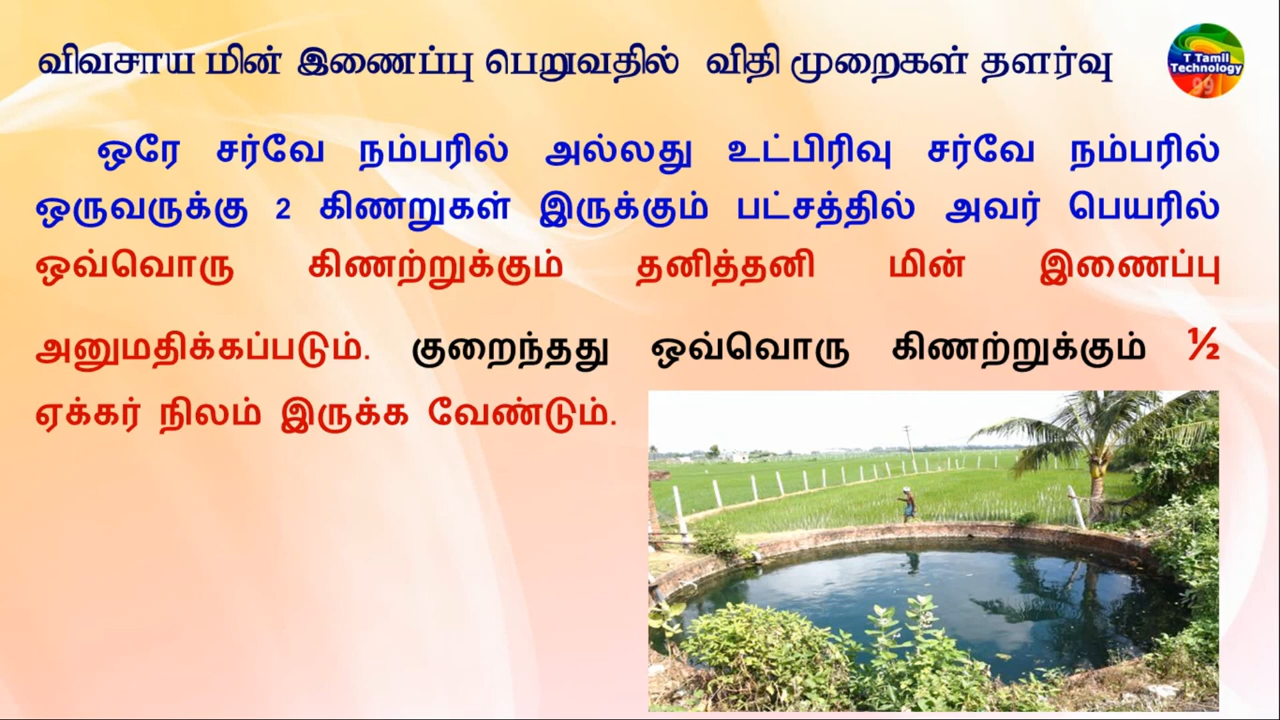 விவசாய மின் இணைப்பு பெறுவதில் விதி முறைகள் தளர்வு
T Tamil
Technology
99
ஒரே சர்வே நம்பரில் அல்லது உட்பிரிவு சர்வே நம்பரில்
ஒருவருக்கு 2 கிணறுகள் இருக்கும் பட்சத்தில் அவர் பெயரில்
ஒவ்வொரு கிணற்றுக்கும் தனித்தனி மின் இணைப்பு
அனுமதிக்கப்படும். குறைந்தது ஒவ்வொரு கிணற்றுக்கும் ½
ஏக்கர் நிலம் இருக்க வேண்டும்.